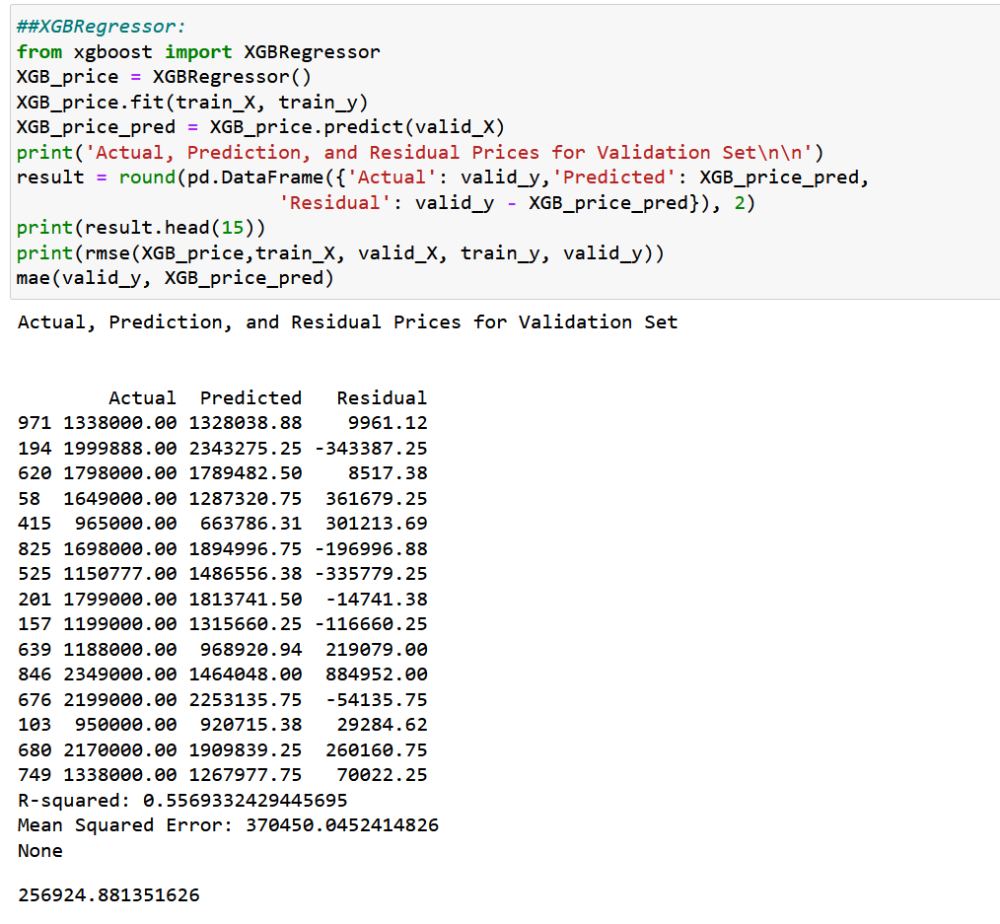 ##XGBRegressor:
from xgboost import XGBRegressor
XGB_price = XGBRegressor()
XGB_price.fit(train_X, train_y)
XGB_price_pred = XGB_price.predict(valid_X)
print('Actual, Prediction, and Residual Prices for Validation Set\n\n')
result = round(pd.DataFrame({'Actual': valid_y,'Predicted': XGB_price_pred,
                       'Residual': valid_y - XGB_price_pred}), 2)
print(result.head(15))
print(rmse(XGB_price,train_X, valid_X, train_y, valid_y))
mae(valid_y, XGB_price_pred)
Actual, Prediction, and Residual Prices for Validation Set
        Actual  Predicted   Residual
971 1338000.00 1328038.88    9961.12
194 1999888.00 2343275.25 -343387.25
620 1798000.00 1789482.50    8517.38
58  1649000.00 1287320.75  361679.25
415  965000.00  663786.31  301213.69
825 1698000.00 1894996.75 -196996.88
525 1150777.00 1486556.38 -335779.25
201 1799000.00 1813741.50  -14741.38
157 1199000.00 1315660.25 -116660.25
639 1188000.00  968920.94  219079.00
846 2349000.00 1464048.00  884952.00
676 2199000.00 2253135.75  -54135.75
103  950000.00  920715.38   29284.62
680 2170000.00 1909839.25  260160.75
749 1338000.00 1267977.75   70022.25
R-squared: 0.5569332429445695
Mean Squared Error: 370450.0452414826
None
256924.881351626